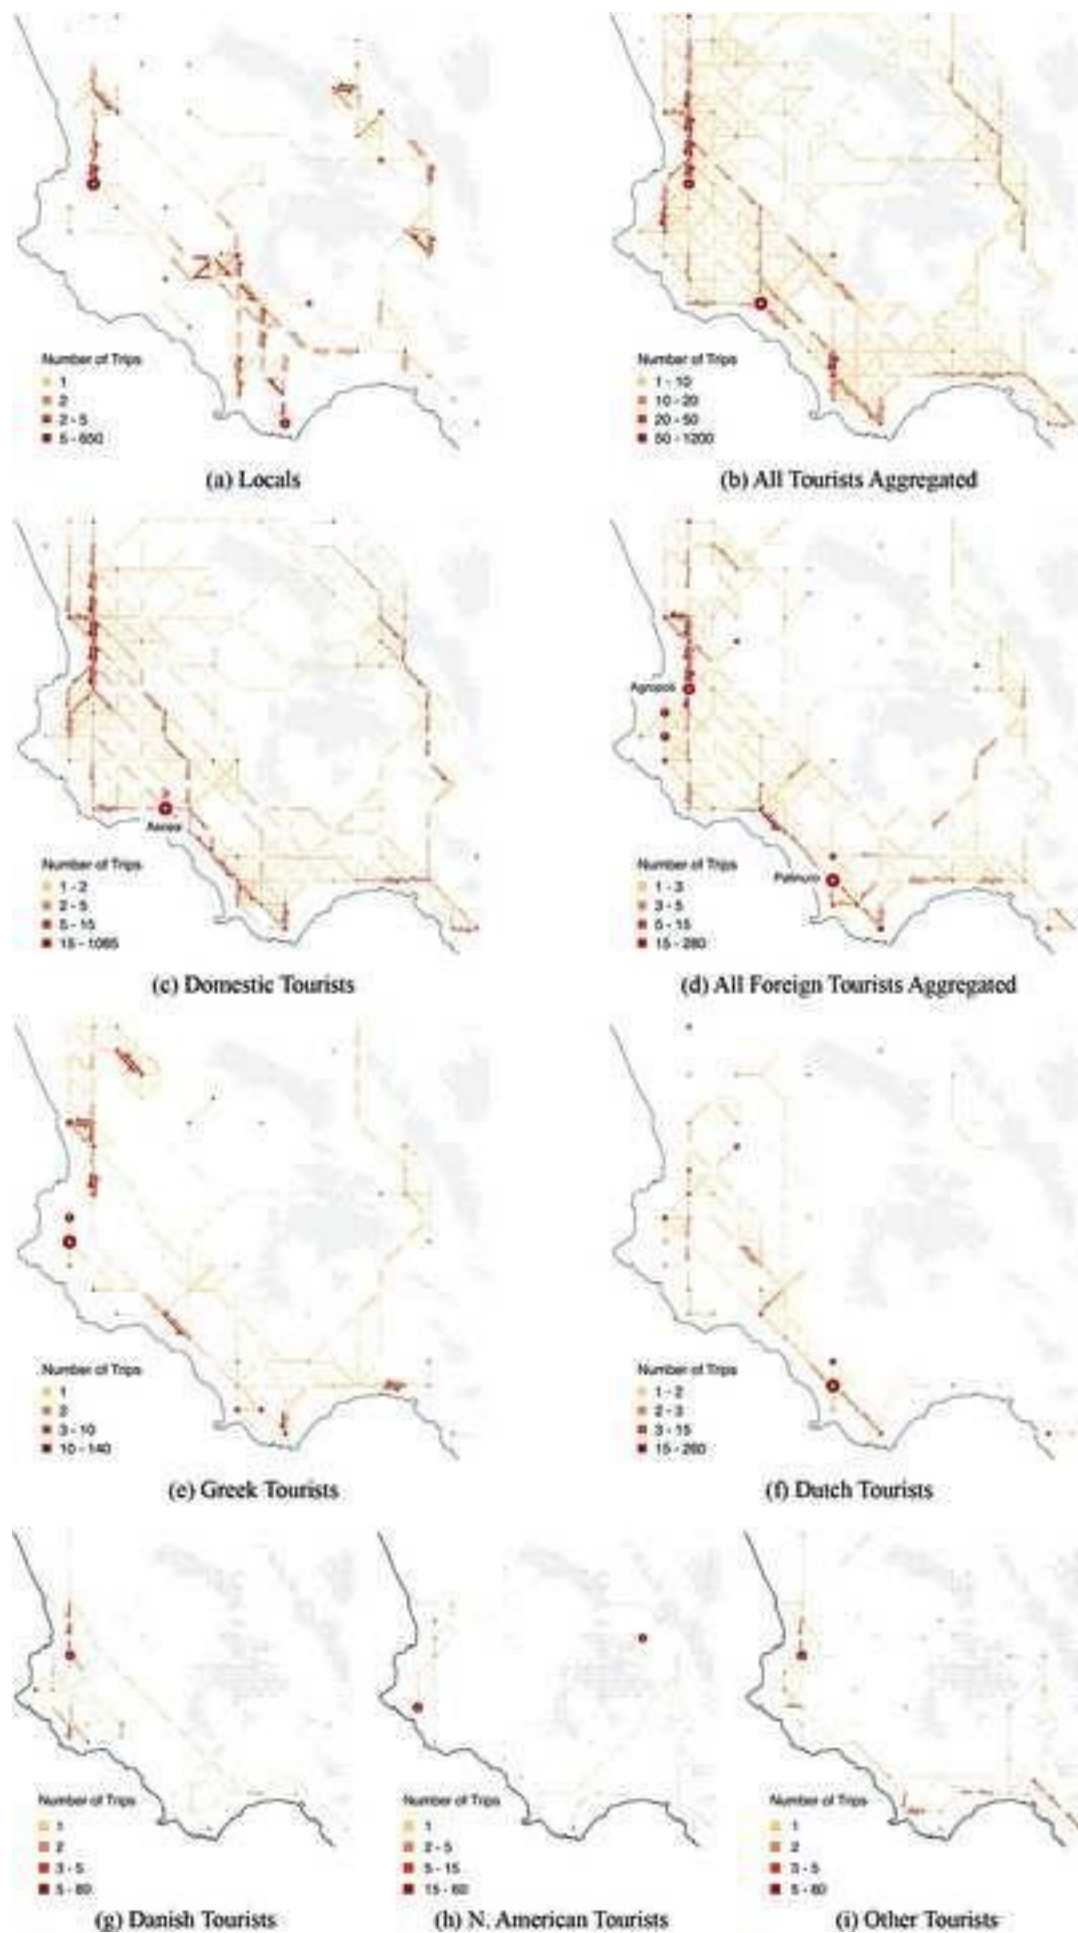 Number of Trips
1
2
2 - 5
5 - 650
(a) Locals
Number of Trips
1 - 10
10 - 20
20 - 50
50 - 1200
(b) All Tourists Aggregated
Ascea
Number of Trips
1 - 2
2 - 5
5 - 15
15 - 1085
(c) Domestic Tourists
Agropoli
Palinuro
Number of Trips
1 - 3
3 - 5
5 - 15
15 - 280
(d) All Foreign Tourists Aggregated
Number of Trips
1
3 - 10
10 - 140
(e) Greek Tourists
Number of Trips
1 - 2
2 - 3
3 - 15
15 - 260
(f) Dutch Tourists
Number of Trips
1
2
3 - 5
5 - 60
(g) Danish Tourists
Number of Trips
1
2 - 5
5 - 15
15 - 60
(h) N. American Tourists
Number of Trips
1
2
3 - 5
5 - 60
(i) Other Tourists